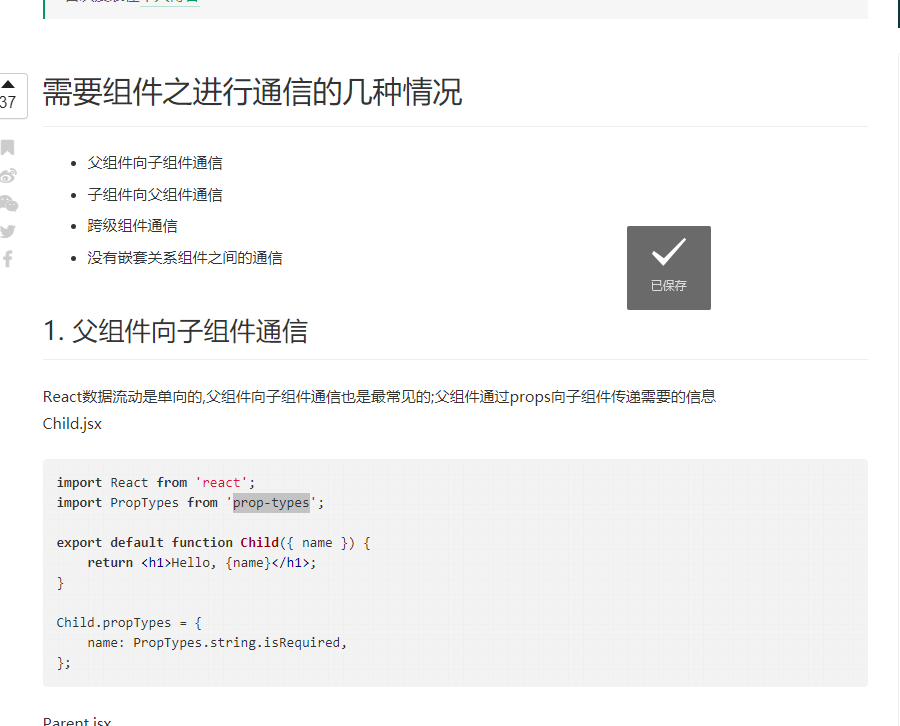 37
需要组件之进行通信的几种情况
父组件向子组件通信
子组件向父组件通信
跨级组件通信
没有嵌套关系组件之间的通信
已保存
1. 父组件向子组件通信
React数据流动是单向的,父组件向子组件通信也是最常见的;父组件通过props向子组件传递需要的信息
Child.jsx
import React from 'react';
import PropTypes from 'prop-types';
export default function Child({ name }) {
return <h1>Hello, {name}</h1>;
}
Child.propTypes = {
name: PropTypes.string.isRequired,
};
Parent.jsx